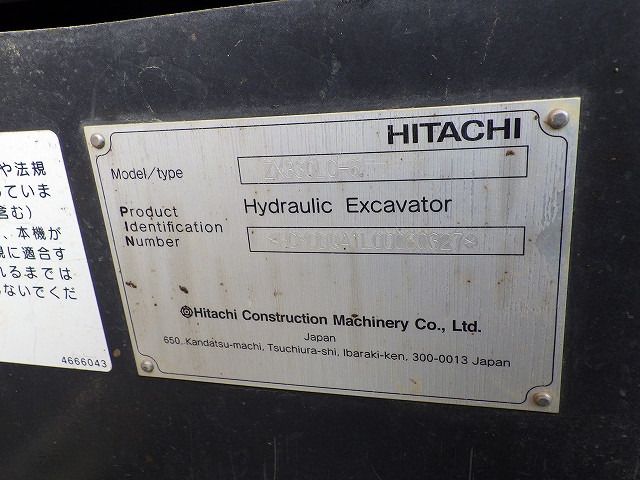 HITACHI
Model/type
Product
Identification
Number
Hydraulic Excavator
Hitachi Construction Machinery Co., Ltd.
Japan
650, Kandatsu-machi, Tsuchiura-shi, Ibaraki-ken, 300-0013 Japan
や法規
っていま
含む)
、本機が
規に適合す
れるまでは
ないでくだ
4666043